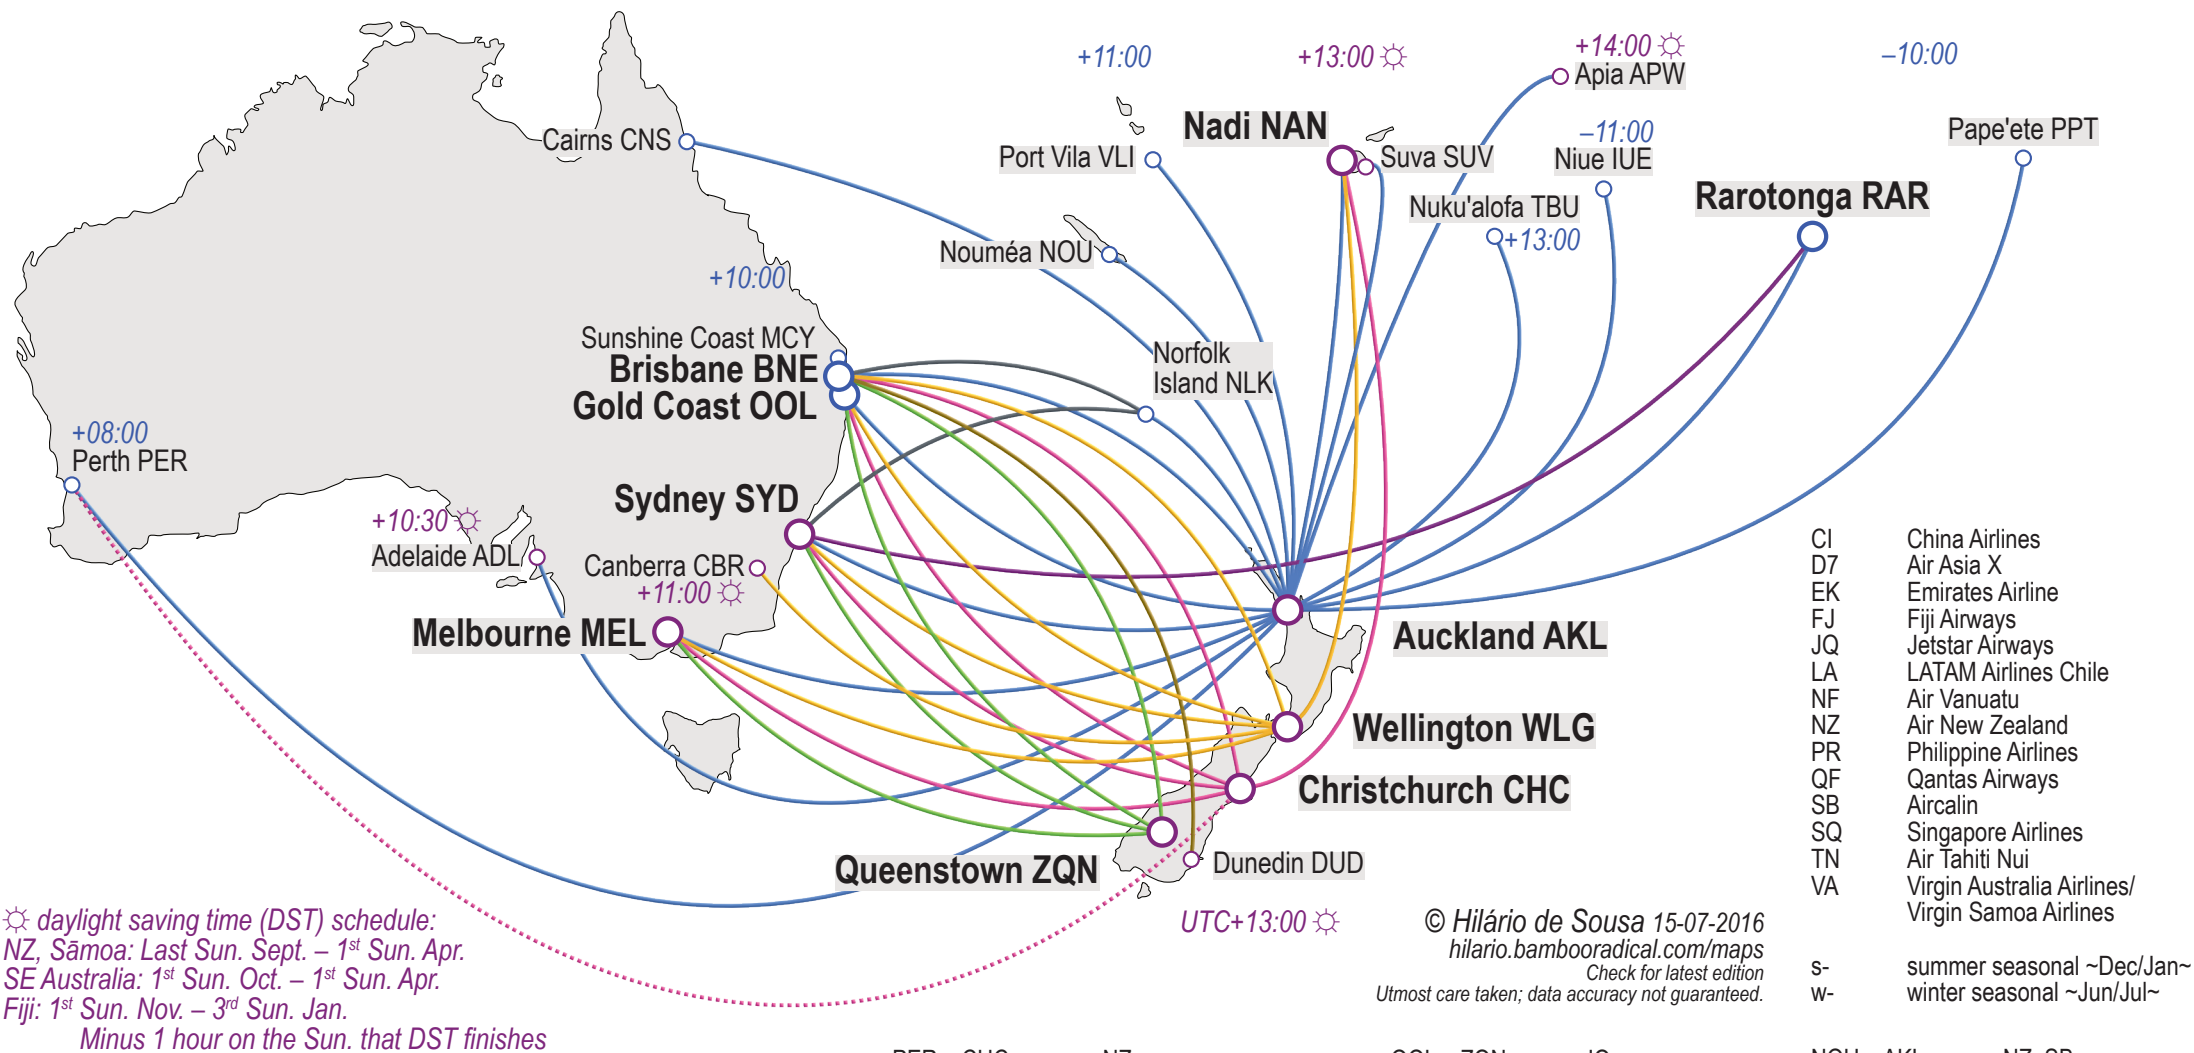 +11:00
+13:00 ☼
+14:00 ☼
–10:00
Apia APW
Nadi NAN
Cairns CNS
Port Vila VLI
Suva SUV
–11:00
Niue IUE
Pape'ete PPT
Rarotonga RAR
Nuku'alofa TBU
+13:00
Nouméa NOU
+10:00
Sunshine Coast MCY
Brisbane BNE
Gold Coast OOL
Norfolk
Island NLK
+08:00
Perth PER
Sydney SYD
+10:30 ☼
Adelaide ADL
Canberra CBR
+11:00 ☼
Melbourne MEL
Auckland AKL
Wellington WLG
Christchurch CHC
Queenstown ZQN
Dunedin DUD
UTC+13:00 ☼
CI China Airlines
D7 Air Asia X
EK Emirates Airline
FJ Fiji Airways
JQ Jetstar Airways
LA LATAM Airlines Chile
NF Air Vanuatu
NZ Air New Zealand
PR Philippine Airlines
QF Qantas Airways
SB Aircalin
SQ Singapore Airlines
TN Air Tahiti Nui
VA Virgin Australia Airlines/
Virgin Samoa Airlines
s- summer seasonal ~Dec/Jan~
w- winter seasonal ~Jun/Jul~
☼ daylight saving time (DST) schedule:
NZ, Sāmoa: Last Sun. Sept. – 1st Sun. Apr.
SE Australia: 1st Sun. Oct. – 1st Sun. Apr.
Fiji: 1st Sun. Nov. – 3rd Sun. Jan.
Minus 1 hour on the Sun. that DST finishes
© Hilário de Sousa 15-07-2016
hilario.bambooradical.com/maps
Check for latest edition
Utmost care taken; data accuracy not guaranteed.